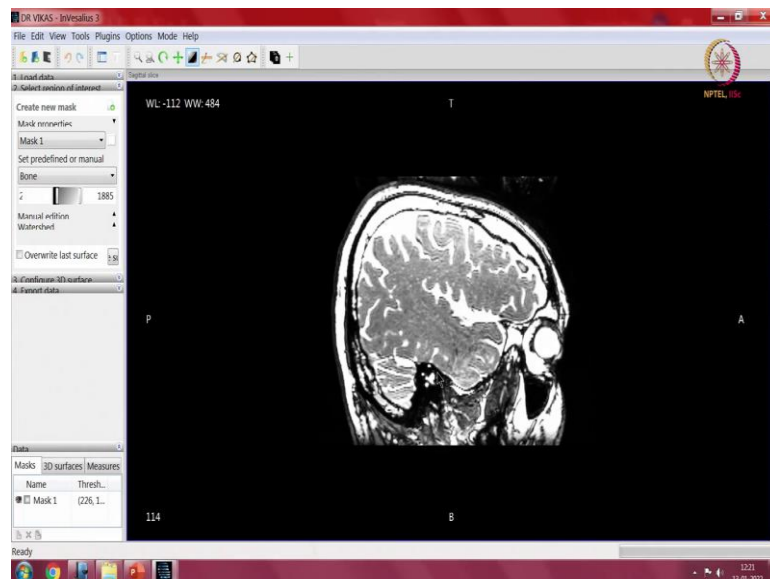 DR VIKAS - InVesalius 3
File Edit View Tools Plugins Options Mode Help
1. Load data
Sagittal slice
2. Select region of interest
NPTEL, IISc
Create new mask
WL: -112 WW: 484
T
Mask properties
Mask 1
Set predefined or manual
Bone
1885
Manual edition
Watershed
Overwrite last surface
3. Configure 3D surface
4. Export data
P
A
Data
Masks 3D surfaces Measures
Name Thresh...
Mask 1 (226, 1...
114
B
Ready
12:21